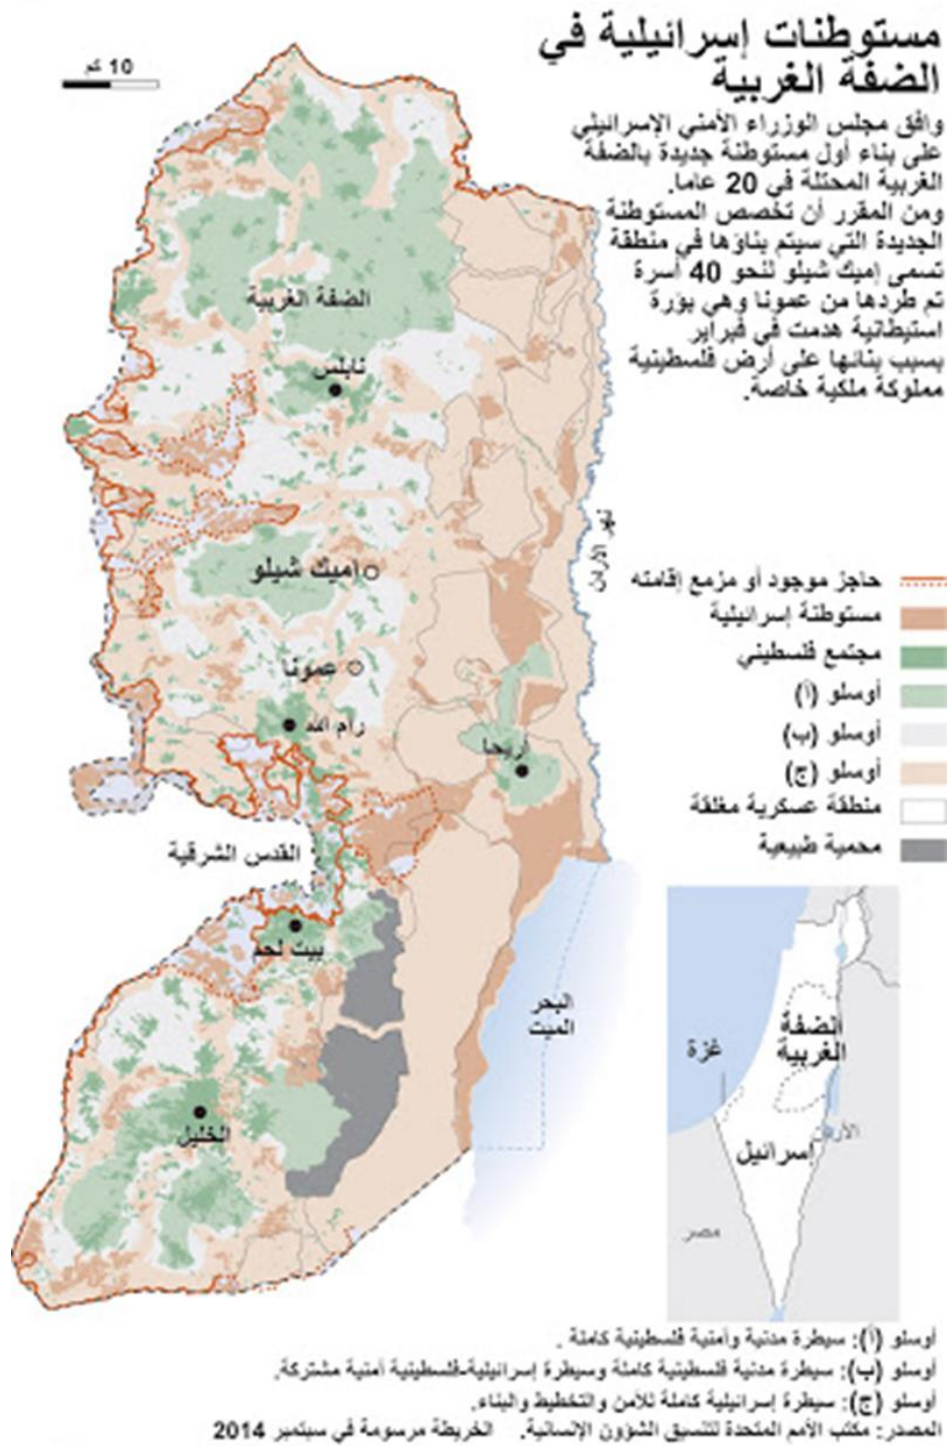 مستوطنات إسرائيلية في
الضفة الغربية
وافق مجلس الوزراء الأمني الإسرائيلي
على بناء أول مستوطنة جديدة بالضفة
الغربية المحتلة في 20 عاما.
ومن المقرر أن تخصص المستوطنة
الجديدة التي سيتم بناؤها في منطقة
تسمى إميك شيلو لنحو 40 أسرة
تم طردها من عمونا وهي بؤرة
استيطانية هدمت في فبراير
بسبب بنائها على أرض فلسطينية
مملوكة ملكية خاصة.
10 كم
الضفة الغربية
نابلس
نهر الأردن
اميك شيلو
عمونا
رام الله
أريحا
القدس الشرقية
بيت لحم
البحر
الميت
الخليل
حاجز موجود أو مزمع إقامته
مستوطنة إسرائيلية
مجتمع فلسطيني
أوسلو (أ)
أوسلو (ب)
أوسلو (ج)
منطقة عسكرية مغلقة
محمية طبيعية
الضفة
الغربية
غزة
الأردن
إسرائيل
مصر
أوسلو (أ): سيطرة مدنية وأمنية فلسطينية كاملة .
أوسلو (ب): سيطرة مدنية فلسطينية كاملة وسيطرة إسرائيلية-فلسطينية أمنية مشتركة.
أوسلو (ج): سيطرة إسرائيلية كاملة للأمن والتخطيط والبناء.
المصدر: مكتب الأمم المتحدة لتنسيق الشؤون الإنسانية. الخريطة مرسومة في سبتمبر 2014